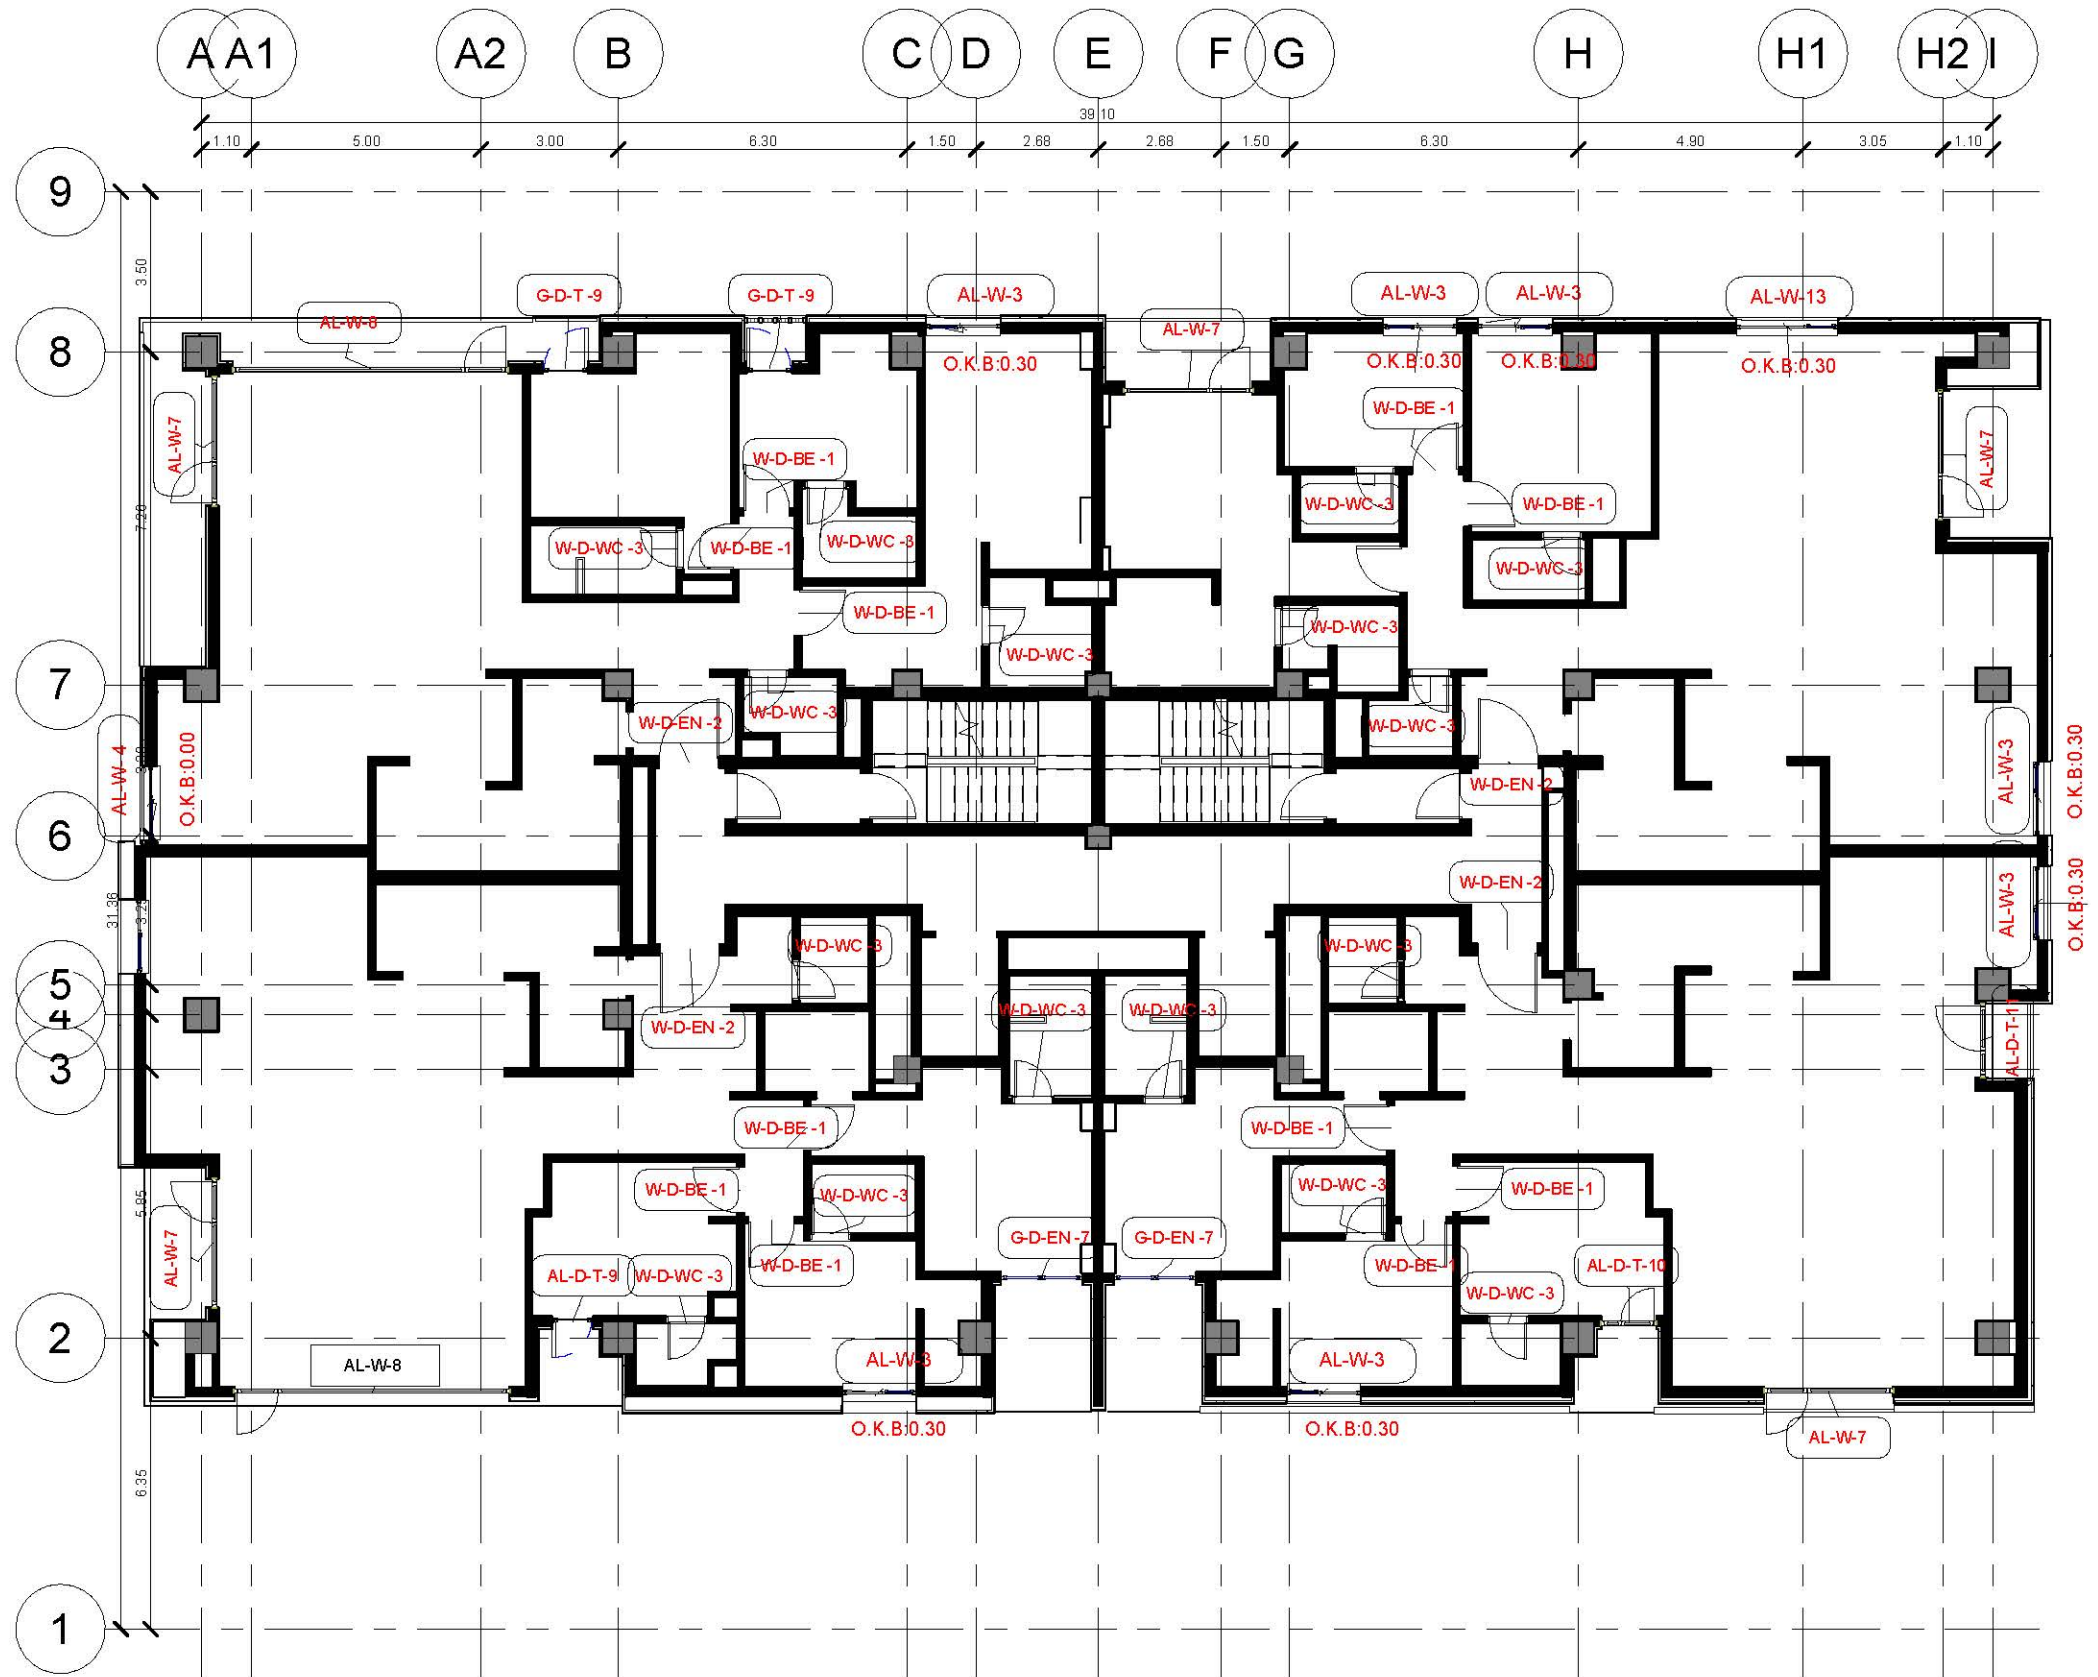 A A1 A2 B C D E F G H H1 H2 I
39.10
1.10 5.00 3.00 6.30 1.50 2.68 2.68 1.50 6.30 4.90 3.05 1.10
9
3.50
G-D-T -9 G-D-T -9 AL-W-3 AL-W-3 AL-W-3 AL-W-13
AL-W-8 AL-W-7
8
O.K.B:0.30 O.K.B:0.30 O.K.B:0.30 O.K.B:0.30
W-D-BE -1
AL-W-7 W-D-BE -1 AL-W-7
7.20
W-D-WC -3 W-D-BE -1
W-D-WC -3 W-D-BE -1 W-D-WC -3 W-D-WC -3
W-D-BE -1 W-D-WC -3
W-D-WC -3
7
W-D-EN -2 W-D-WC -3 W-D-WC -3
AL-W- 4 O.K.B:0.00 W-D-EN -2 AL-W-3 O.K.B:0.30
6
W-D-EN -2
31.36 3.25 AL-W-3 O.K.B:0.30
W-D-WC -3 W-D-WC -3
5
W-D-WC -3 W-D-WC -3
4
W-D-EN -2 AL-D-T-11
3
W-D-BE -1 W-D-BE -1
5.85 W-D-BE -1 W-D-WC -3 W-D-WC -3 W-D-BE -1
AL-W-7 G-D-EN -7 G-D-EN -7
AL-D-T-9 W-D-WC -3 W-D-BE -1 W-D-BE -1 AL-D-T-10
W-D-WC -3
2
AL-W-8 AL-W-3 AL-W-3
O.K.B:0.30 O.K.B:0.30 AL-W-7
6.35
1